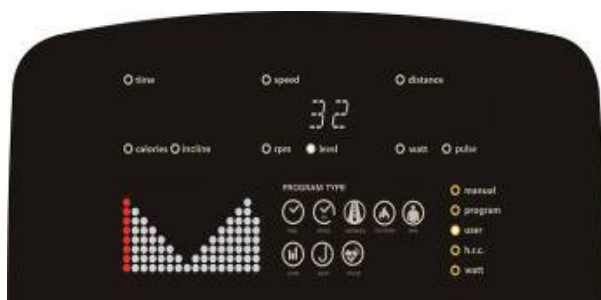 time speed distance
32
calories incline rpm level watt pulse
PROGRAM TYPE
manual
program
user
h.r.c.
watt